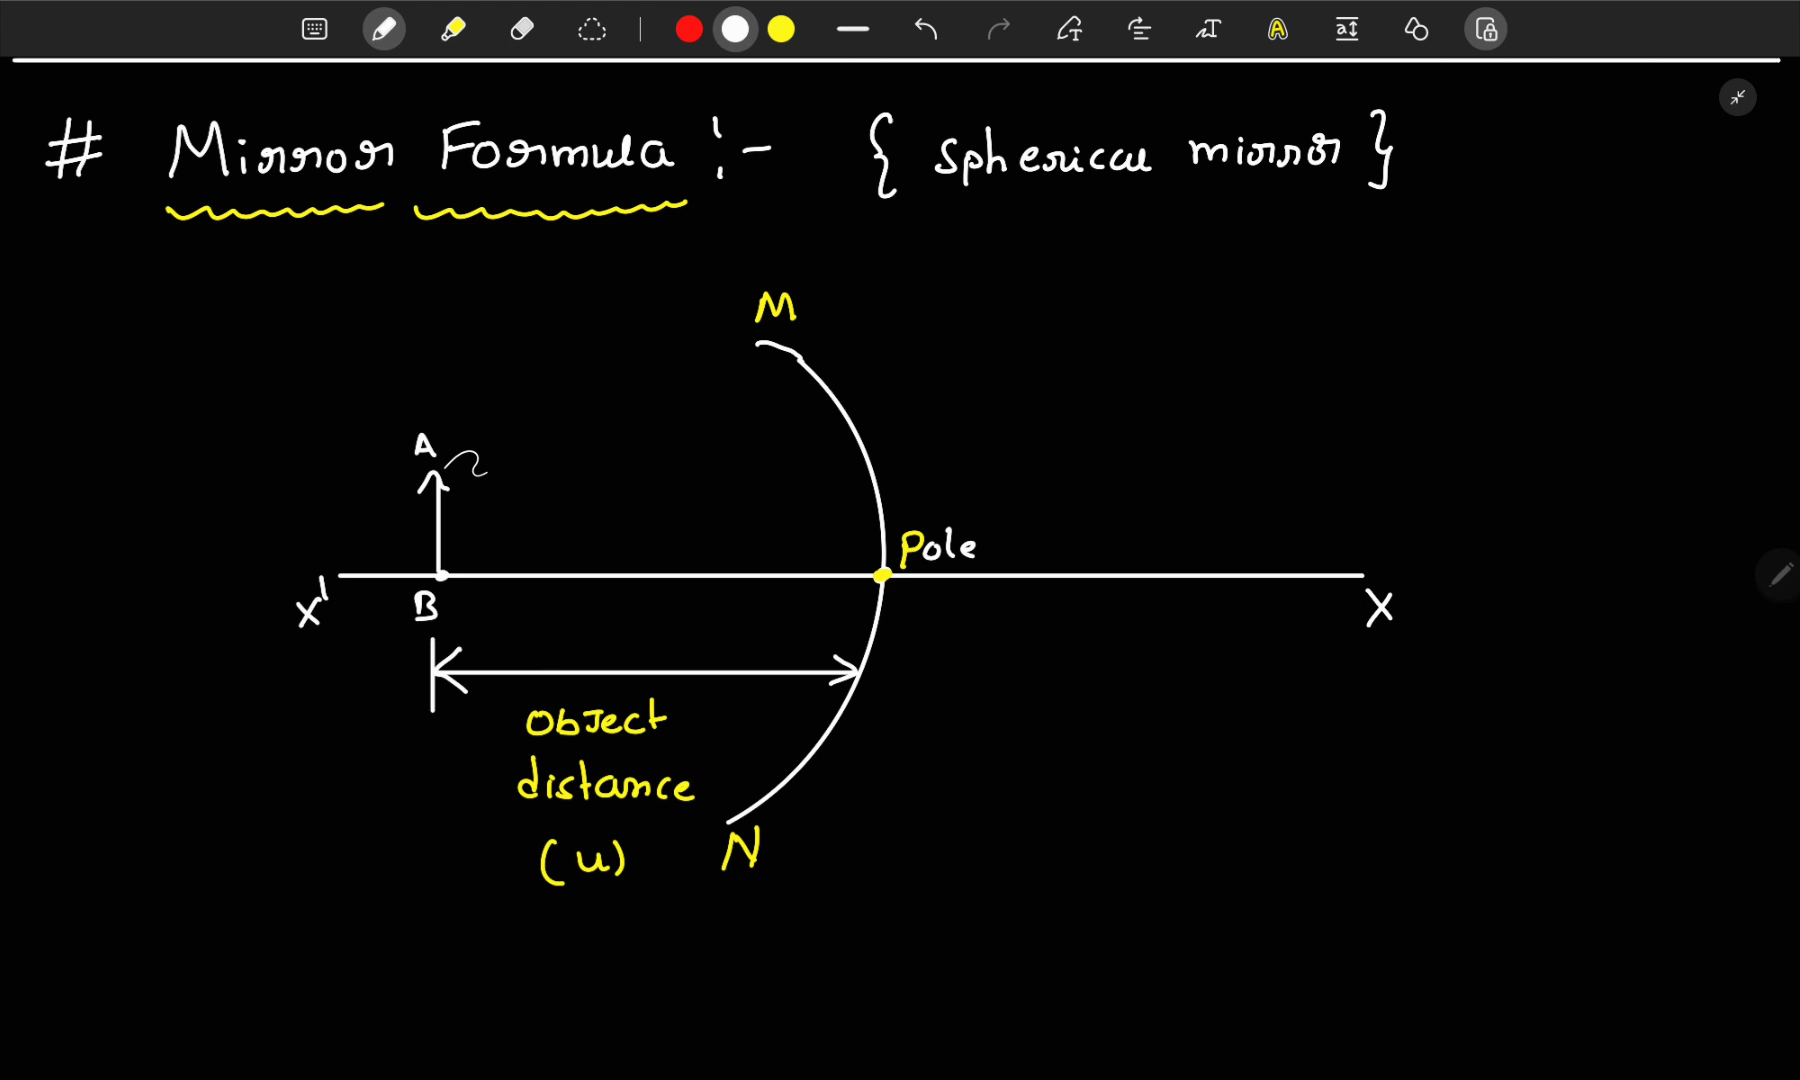 # Mirror Formula :- { spherical mirror }
M
A
Pole
X'
B
X
object
distance
(u)
N